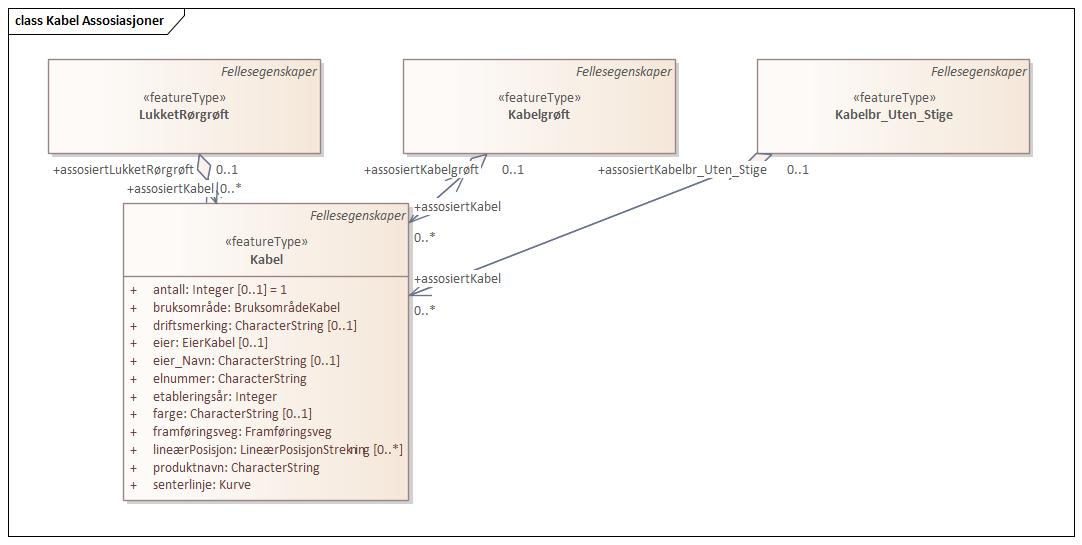 class Kabel Assosiasjoner
Fellesegenskaper
«featureType»
LukketRørgrøft
Fellesegenskaper
«featureType»
Kabelgrøft
Fellesegenskaper
«featureType»
Kabelbr_Uten_Stige
+assosiertLukketRørgrøft 0..1
+assosiertKabelgrøft 0..1
+assosiertKabelbr_Uten_Stige 0..1
+assosiertKabel 0..*
+assosiertKabel
0..*
+assosiertKabel
0..*
Fellesegenskaper
«featureType»
Kabel
+ antall: Integer [0..1] = 1
+ bruksområde: BruksområdeKabel
+ driftsmerking: CharacterString [0..1]
+ eier: EierKabel [0..1]
+ eier_Navn: CharacterString [0..1]
+ elnummer: CharacterString
+ etableringsår: Integer
+ farge: CharacterString [0..1]
+ framføringsveg: Framføringsveg
+ lineærPosisjon: LineærPosisjonStrekning [0..*]
+ produktnavn: CharacterString
+ senterlinje: Kurve